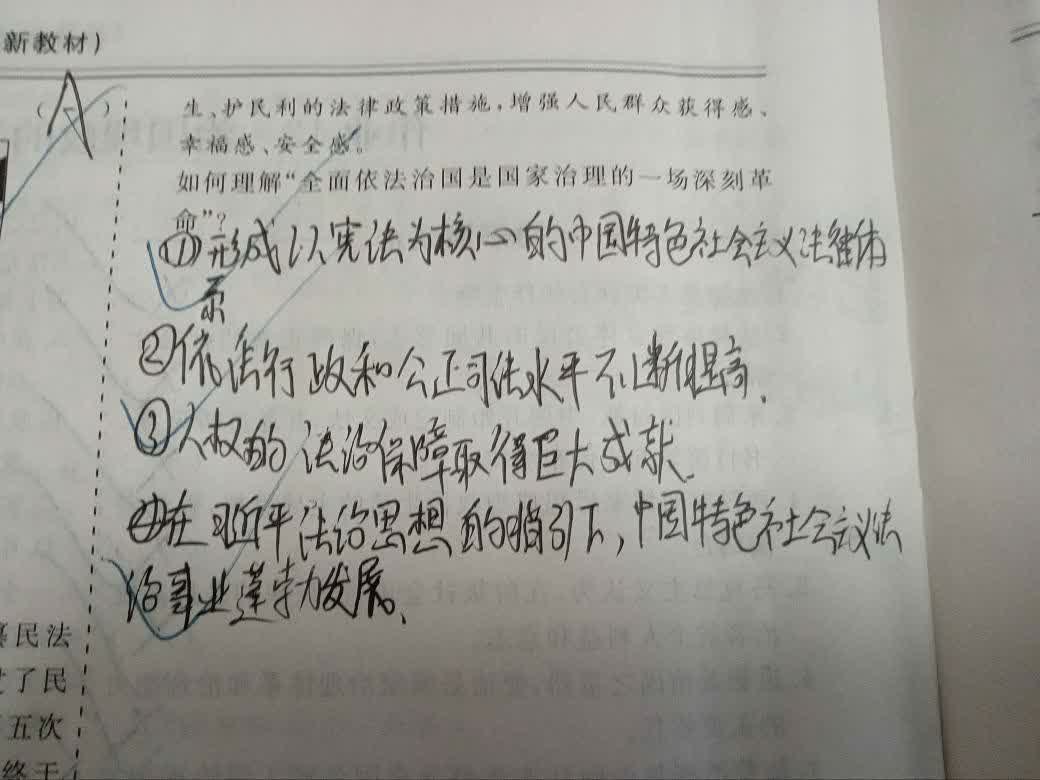 新教材)
( A )
生、护民利的法律政策措施,增强人民群众获得感、
幸福感、安全感。
如何理解“全面依法治国是国家治理的一场深刻革
命”?
①形成以宪法为核心的中国特色社会主义法律体
系
②依法行政和公正司法水平不断提高.
③人权的法治保障取得巨大成就.
④在习近平法治思想的指引下,中国特色社会主义法
治事业蓬勃发展.
民法
了民
五次
终于